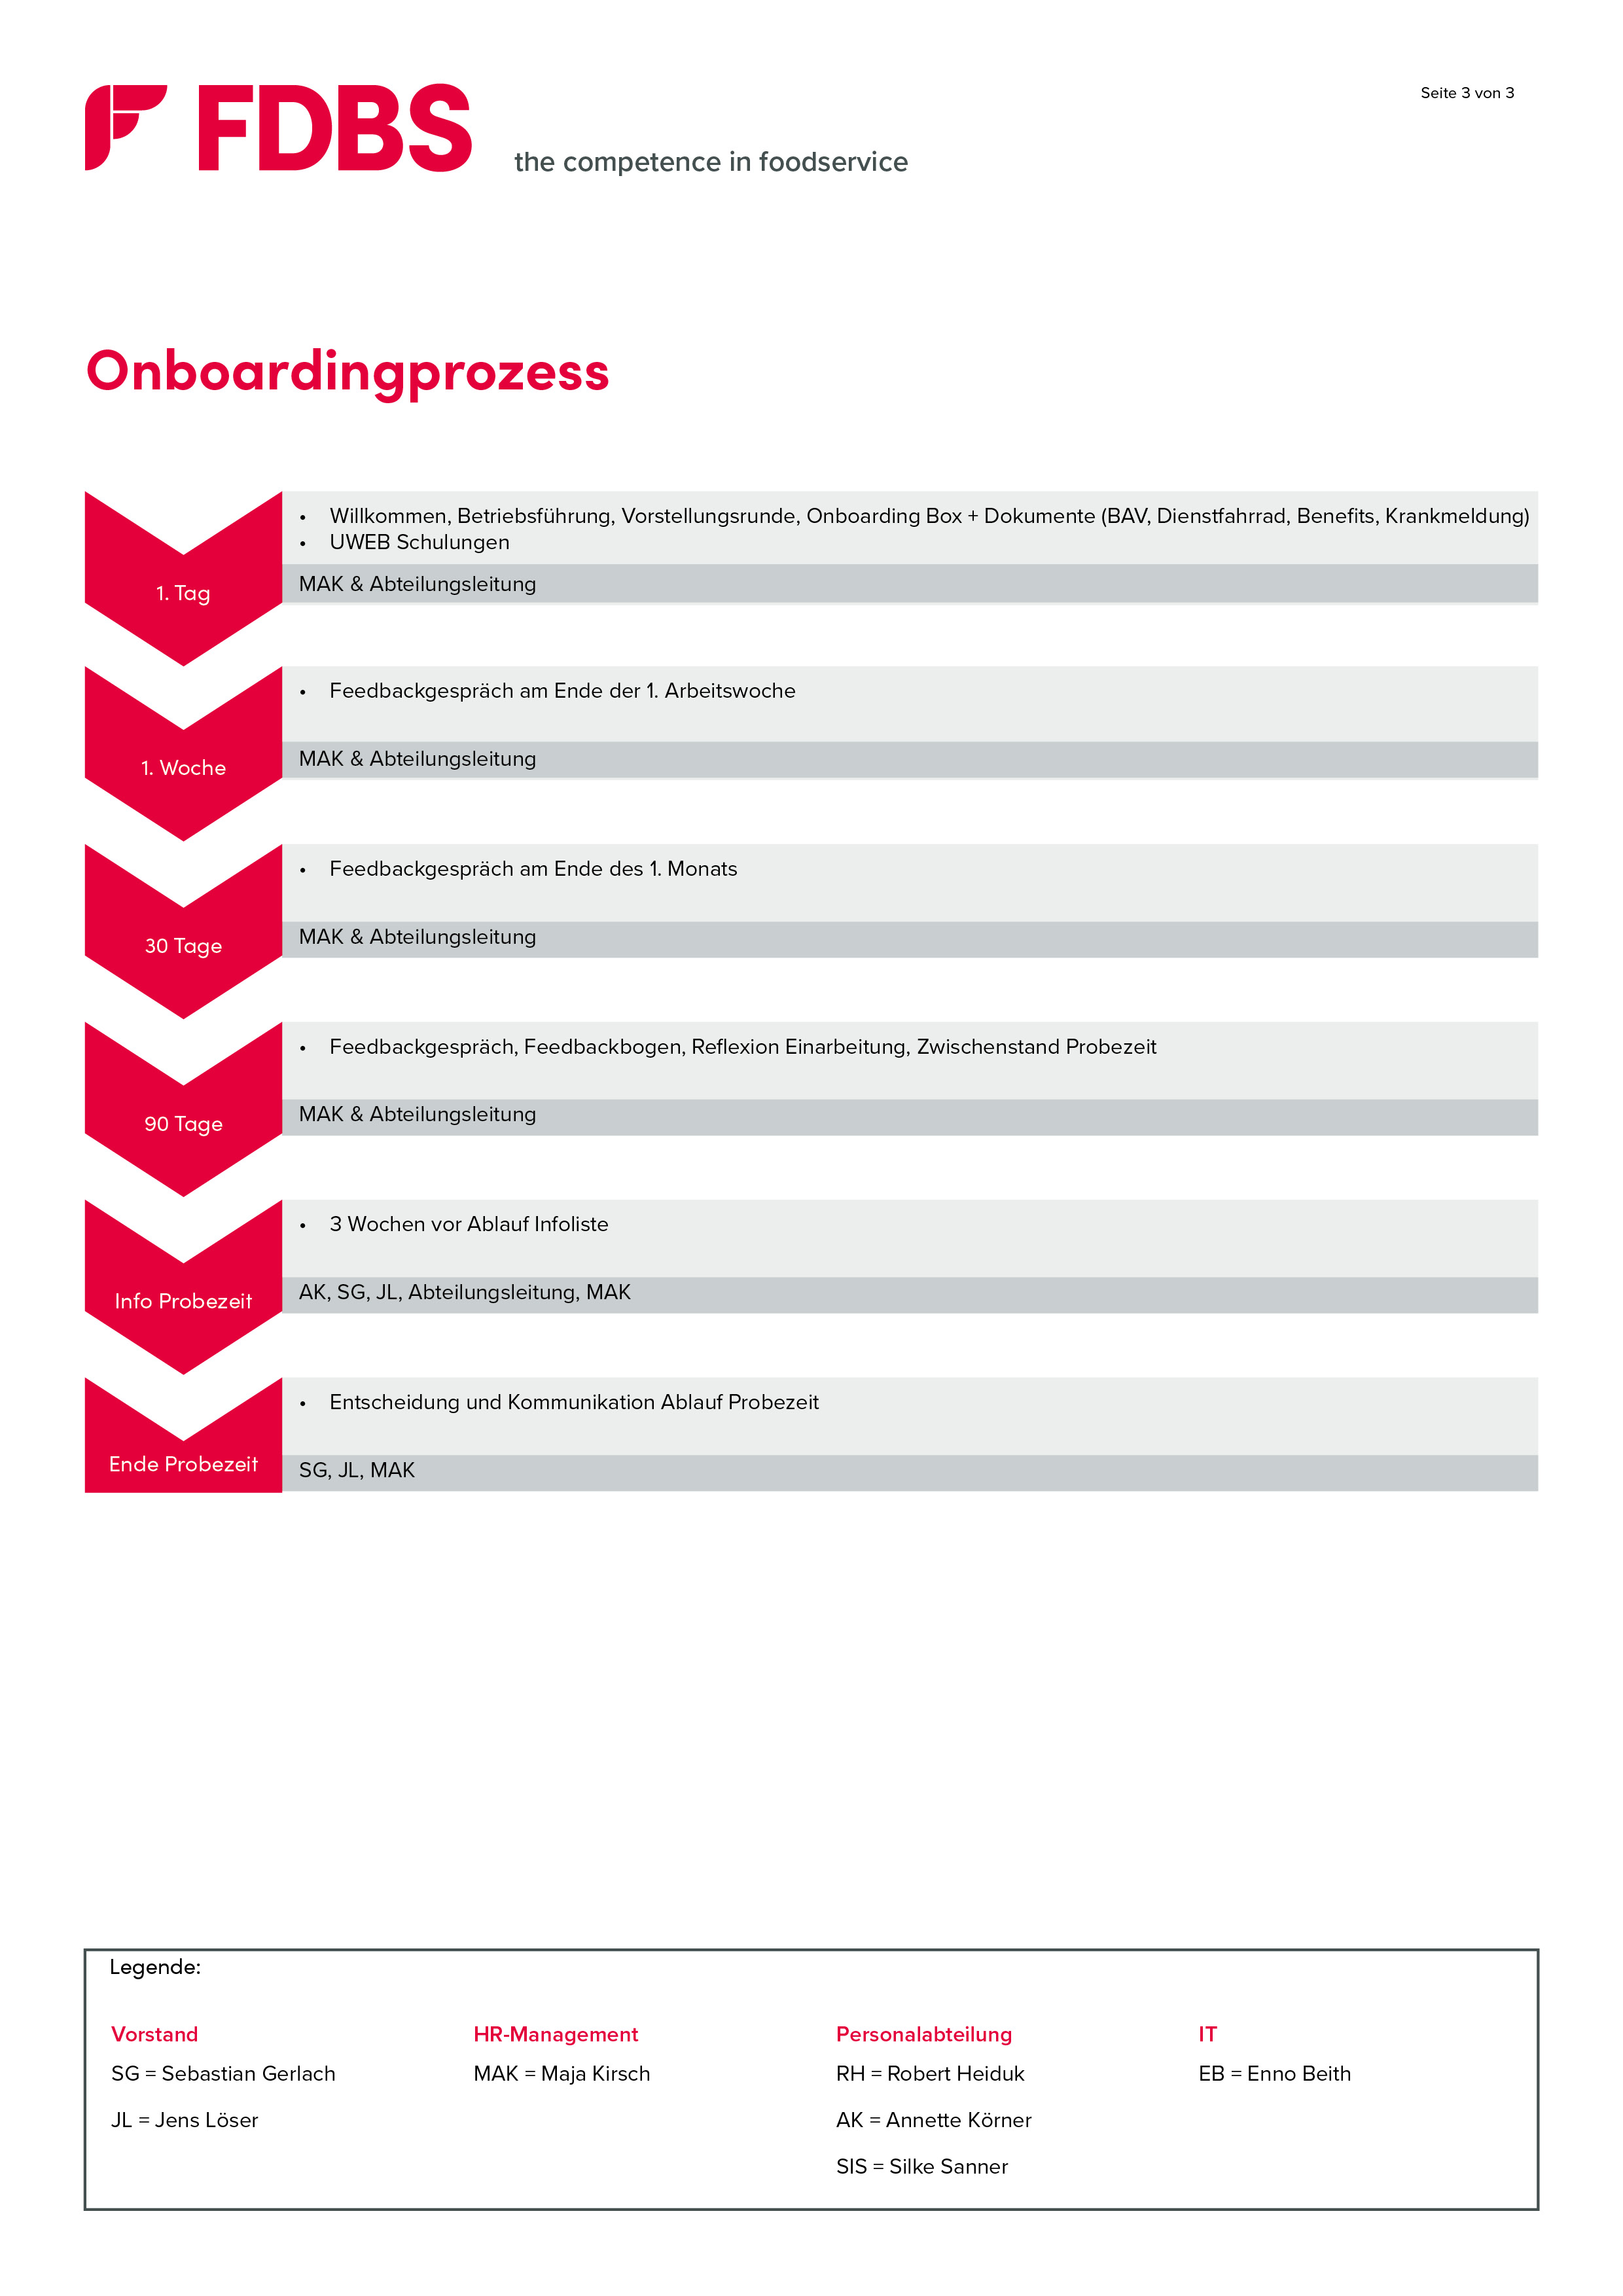 FDBS
the competence in foodservice
Seite 3 von 3
Onboardingprozess
1. Tag
• Willkommen, Betriebsführung, Vorstellungsrunde, Onboarding Box + Dokumente (BAV, Dienstfahrrad, Benefits, Krankmeldung)
• UWEB Schulungen
MAK & Abteilungsleitung
1. Woche
• Feedbackgespräch am Ende der 1. Arbeitswoche
MAK & Abteilungsleitung
30 Tage
• Feedbackgespräch am Ende des 1. Monats
MAK & Abteilungsleitung
90 Tage
• Feedbackgespräch, Feedbackbogen, Reflexion Einarbeitung, Zwischenstand Probezeit
MAK & Abteilungsleitung
Info Probezeit
• 3 Wochen vor Ablauf Infoliste
AK, SG, JL, Abteilungsleitung, MAK
Ende Probezeit
• Entscheidung und Kommunikation Ablauf Probezeit
SG, JL, MAK
Legende:
Vorstand
SG = Sebastian Gerlach
JL = Jens Löser
HR-Management
MAK = Maja Kirsch
Personalabteilung
RH = Robert Heiduk
AK = Annette Körner
SIS = Silke Sanner
IT
EB = Enno Beith